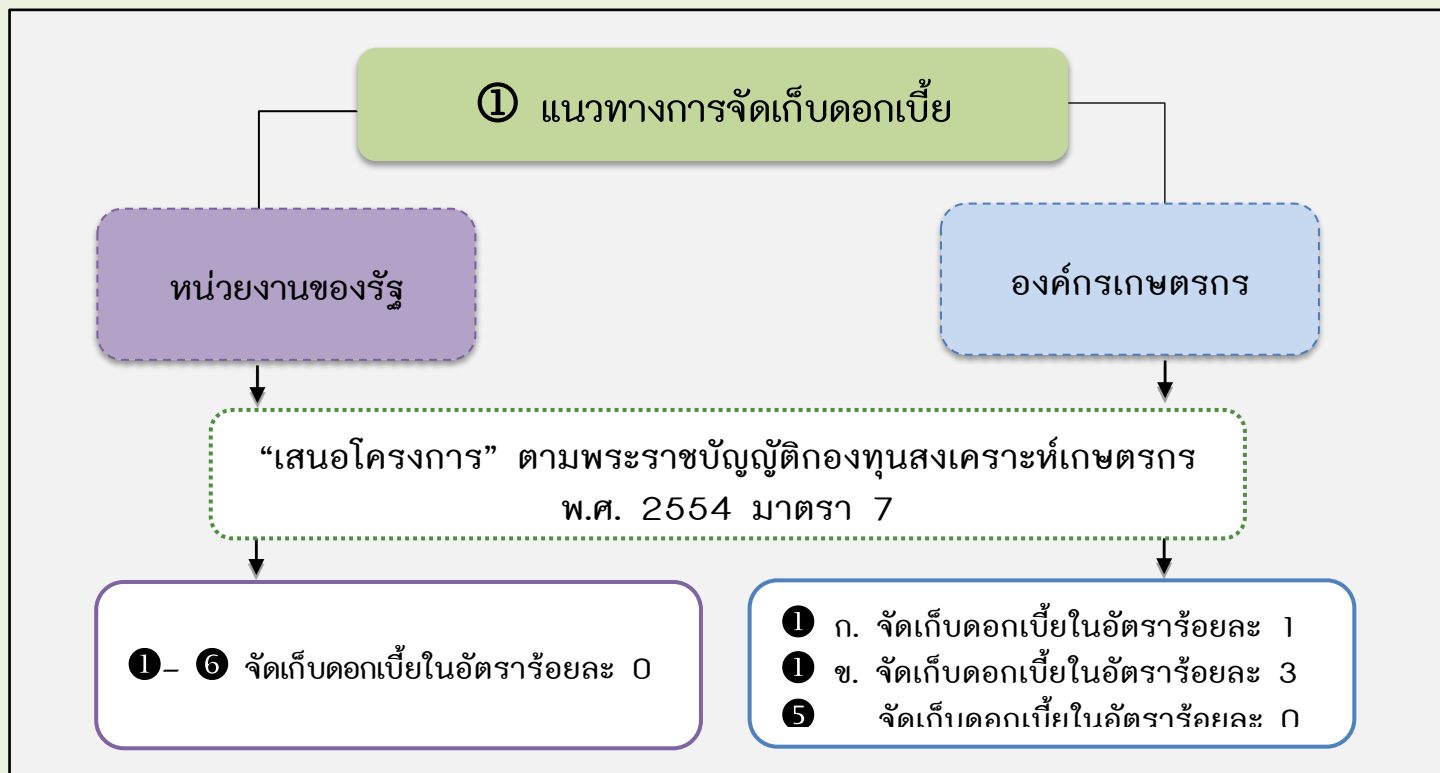 ① แนวทางการจัดเก็บดอกเบี้ย
หน่วยงานของรัฐ
องค์กรเกษตรกร
“เสนอโครงการ” ตามพระราชบัญญัติกองทุนสงเคราะห์เกษตรกร
พ.ศ. 2554 มาตรา 7
❶– ❻ จัดเก็บดอกเบี้ยในอัตราร้อยละ 0
❶ ก. จัดเก็บดอกเบี้ยในอัตราร้อยละ 1
❶ ข. จัดเก็บดอกเบี้ยในอัตราร้อยละ 3
❺ จัดเก็บดอกเบี้ยในอัตราร้อยละ 0